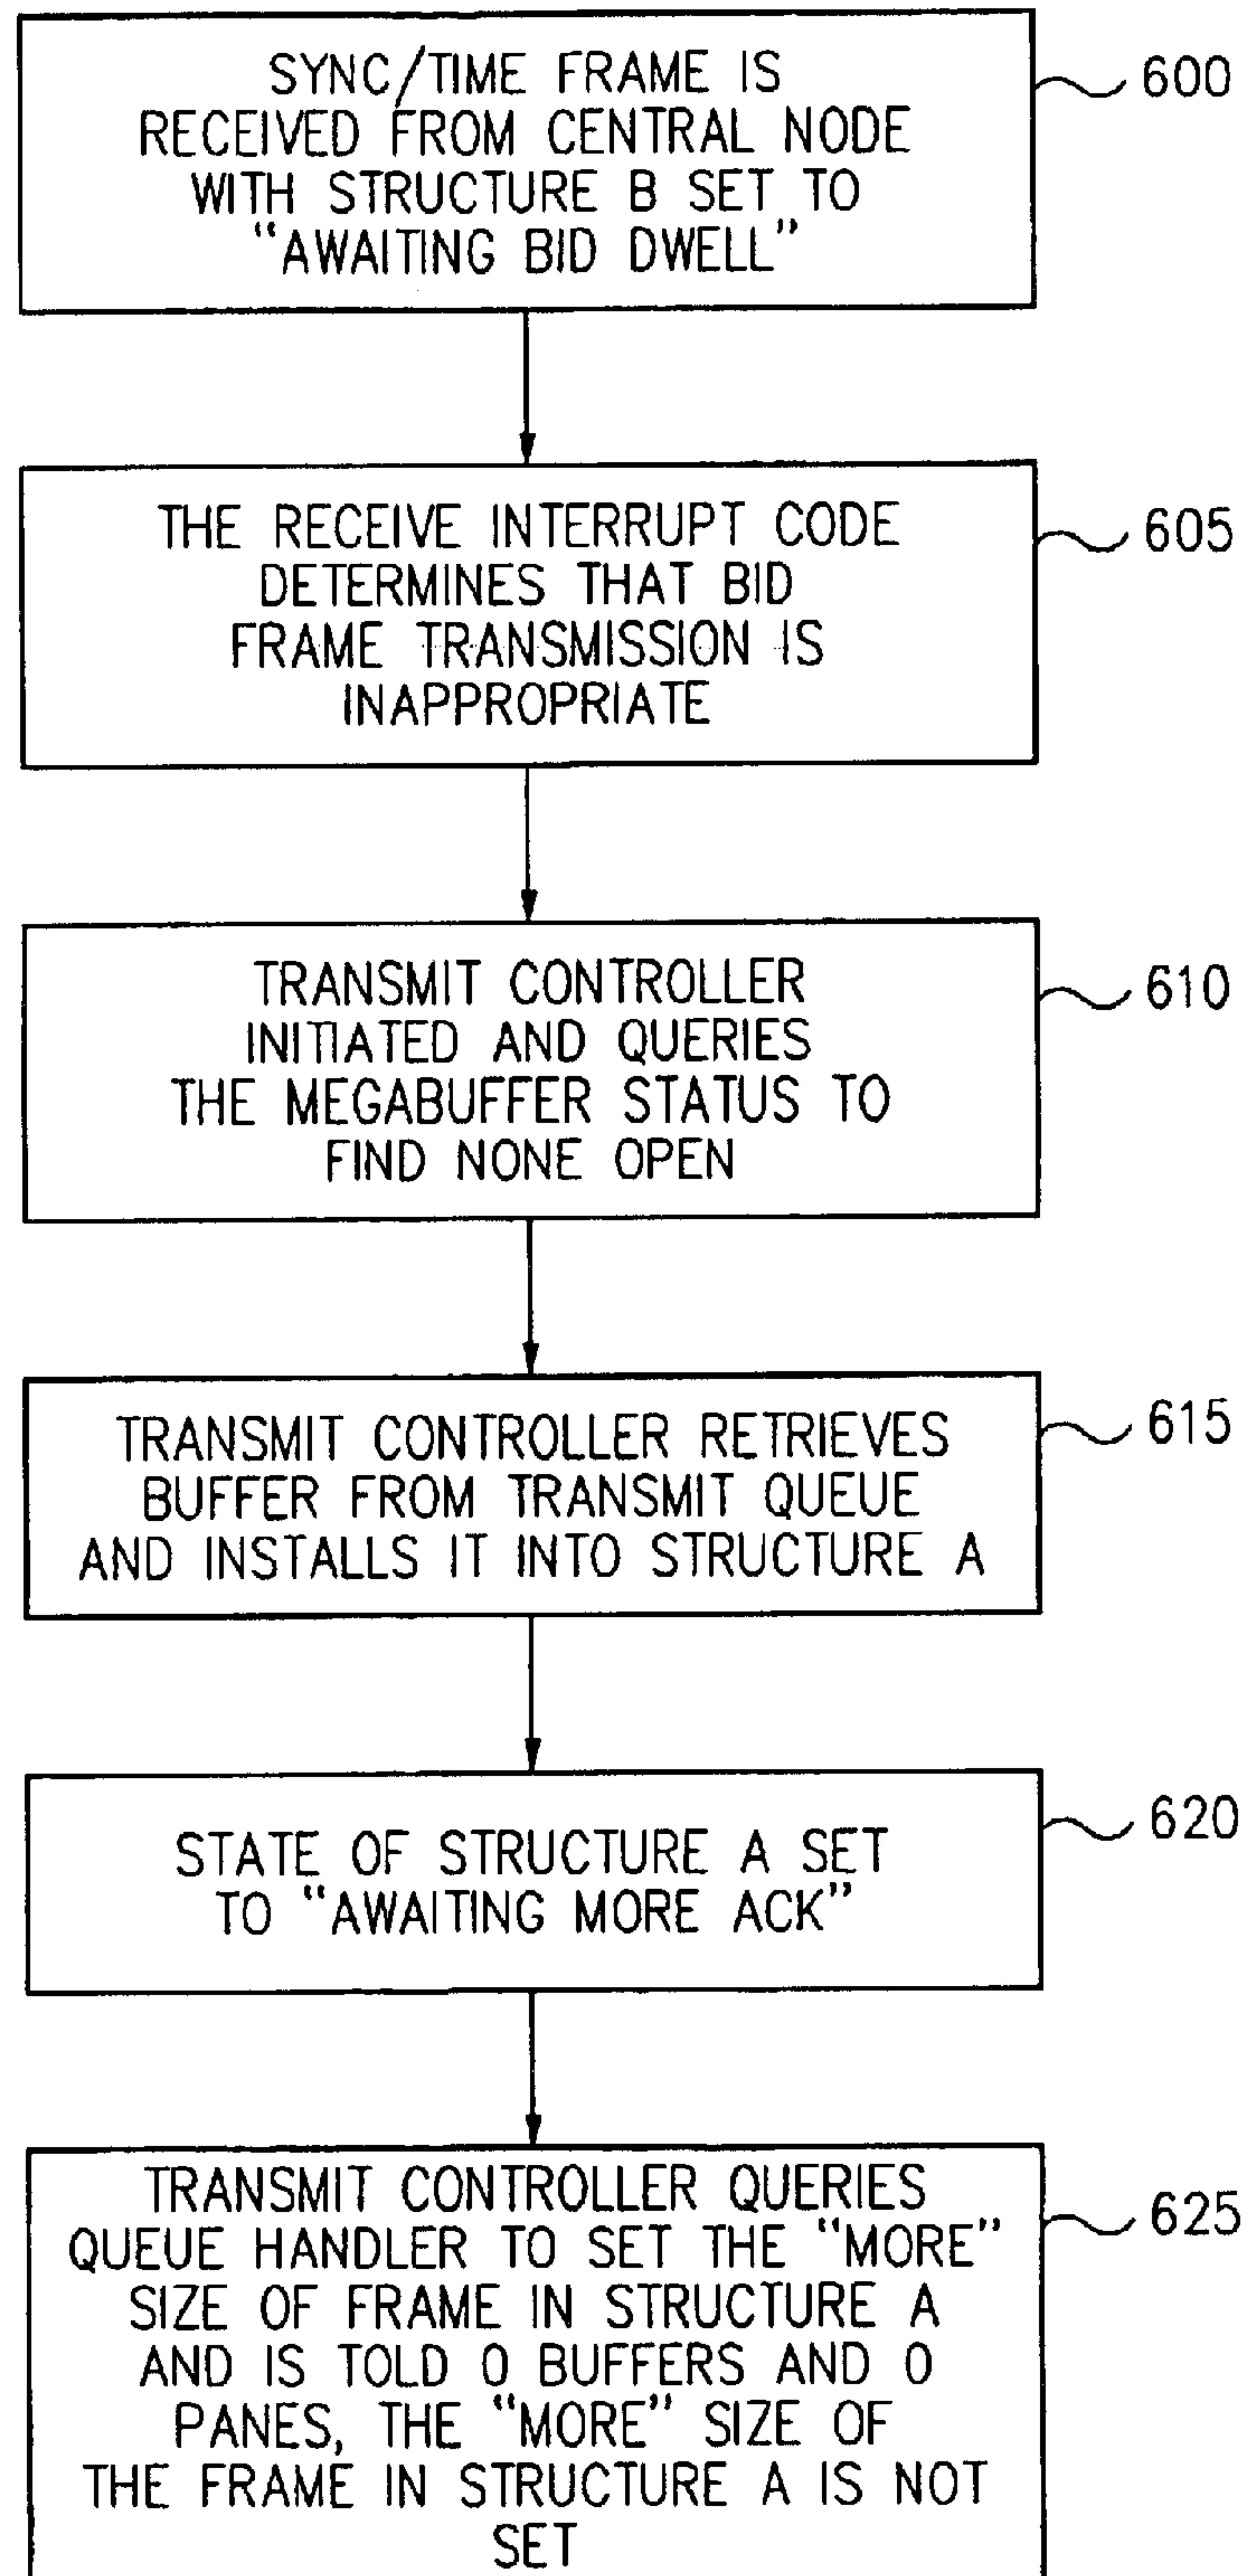 SYNC/TIME FRAME IS
RECEIVED FROM CENTRAL NODE
WITH STRUCTURE B SET TO
"AWAITING BID DWELL"
600
THE RECEIVE INTERRUPT CODE
DETERMINES THAT BID
FRAME TRANSMISSION IS
INAPPROPRIATE
605
TRANSMIT CONTROLLER
INITIATED AND QUERIES
THE MEGABUFFER STATUS TO
FIND NONE OPEN
610
TRANSMIT CONTROLLER RETRIEVES
BUFFER FROM TRANSMIT QUEUE
AND INSTALLS IT INTO STRUCTURE A
615
STATE OF STRUCTURE A SET
TO "AWAITING MORE ACK"
620
TRANSMIT CONTROLLER QUERIES
QUEUE HANDLER TO SET THE "MORE"
SIZE OF FRAME IN STRUCTURE A
AND IS TOLD 0 BUFFERS AND 0
PANES, THE "MORE" SIZE OF
THE FRAME IN STRUCTURE A IS NOT
SET
625